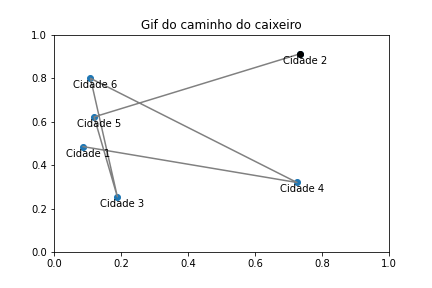 Gif do caminho do caixeiro
1.0
Cidade 2
0.8
Cidade 6
0.6
Cidade 5
Cidade 1
0.4
Cidade 4
0.2
Cidade 3
0.0
0.0 0.2 0.4 0.6 0.8 1.0